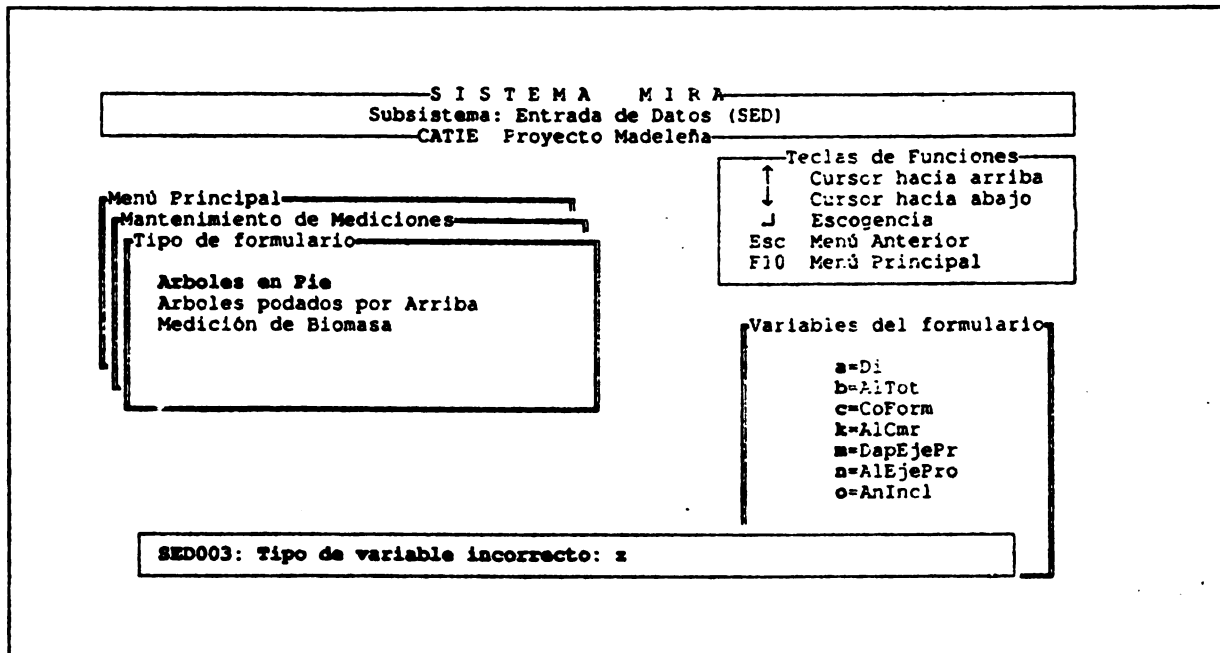 S I S T E M A M I R A
Subsistema: Entrada de Datos (SED)
CATIE Proyecto Madeleña
Teclas de Funciones
↑ Cursor hacia arriba
↓ Cursor hacia abajo
┘ Escogencia
Esc Menú Anterior
F10 Menú Principal
Menú Principal
Mantenimiento de Mediciones
Tipo de formulario
Arboles en Pie
Arboles podados por Arriba
Medición de Biomasa
Variables del formulario
a=Di
b=AlTot
c=CoForm
k=AlCmr
m=DapEjePr
n=AlEjePro
o=AnIncl
SED003: Tipo de variable incorrecto: z